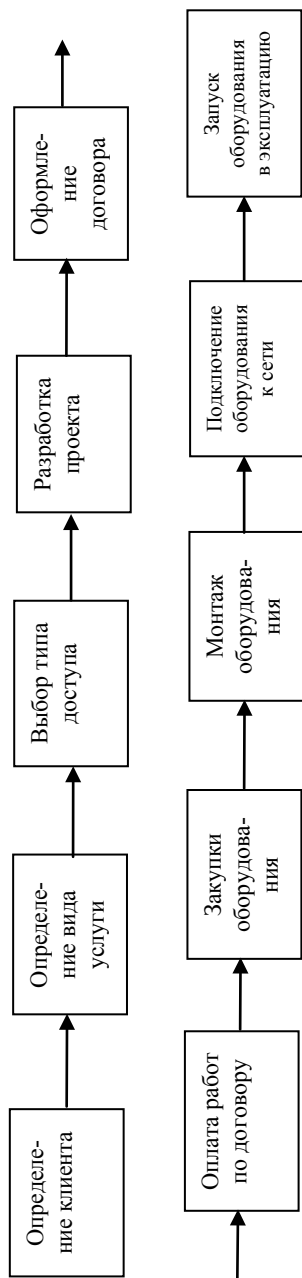 Определе-
ние клиента
Определе-
ние вида
услуги
Выбор типа
доступа
Разработка
проекта
Оформле-
ние
договора
Оплата работ
по договору
Закупки
оборудова-
ния
Монтаж
оборудова-
ния
Подключение
оборудования
к сети
Запуск
оборудования
в эксплуатацию